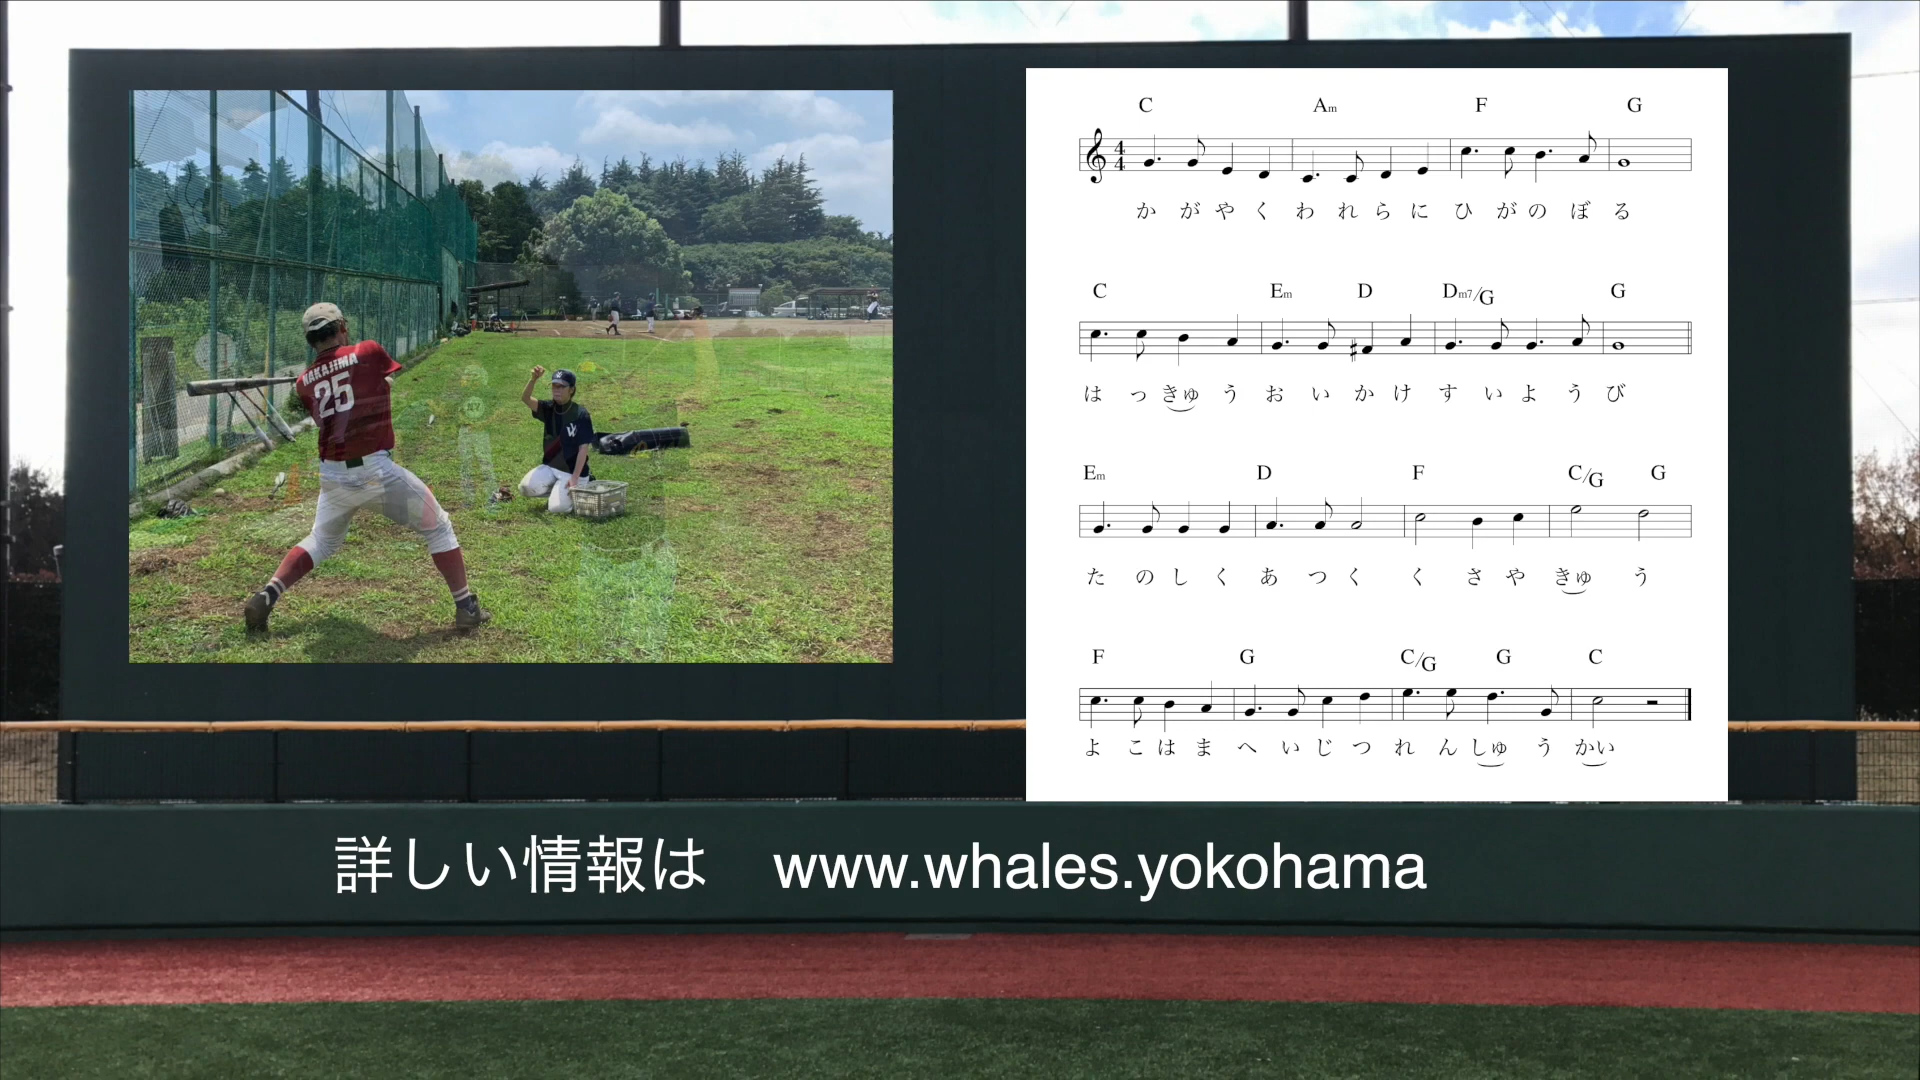 NAKAJIMA
25
W
C Am F G
4
4
か が や く わ れ ら に ひ が の ぼ る
C Em D Dm7/G G
は っ きゅ う お い か け す い よ う び
Em D F C/G G
た の し く あ つ く く さ や きゅ う
F G C/G G C
よ こ は ま へ い じ つ れ ん しゅ う かい
詳しい情報は www.whales.yokohama